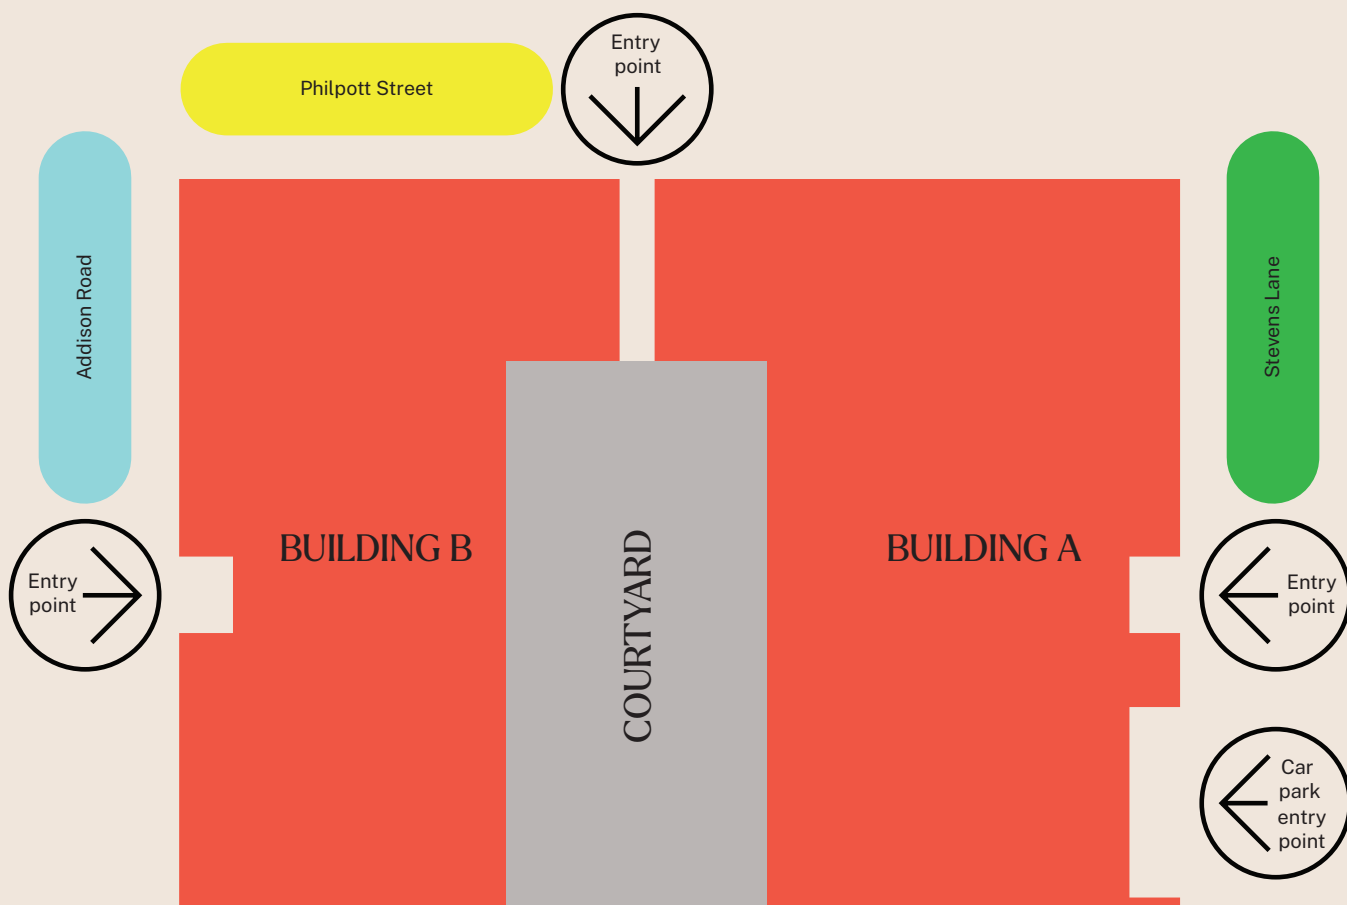 Entry
point
Philpott Street
Addison Road
Stevens Lane
BUILDING B
COURTYARD
BUILDING A
Entry
point
Entry
point
Car
park
entry
point